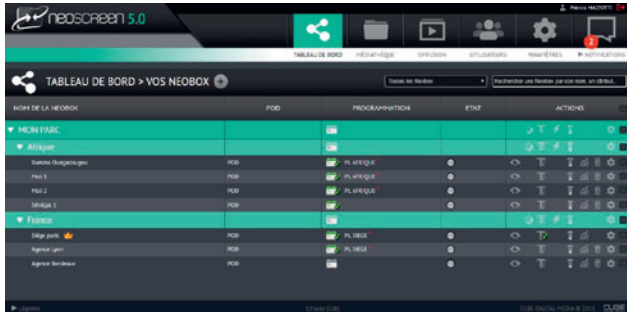 neoscreen 5.0
Patrick MAZZOTTI
2
TABLEAU DE BORD MÉDIATHÈQUE DIFFUSION UTILISATEURS PARAMÈTRES ▶ NOTIFICATIONS
TABLEAU DE BORD > VOS NEOBOX
Toutes les Neobox
Rechercher une Neobox par son nom, un attribut...
NOM DE LA NEOBOX POD PROGRAMMATION ETAT ACTIONS
▼ MON PARC
▼ Afrique
Burkina Ouagadougou POD PL AFRIQUE
Mali 1 POD PL AFRIQUE
Mali 2 POD PL AFRIQUE
Sénégal 1 POD
▼ France
Siège paris POD PL SIEGE
Agence Lyon POD PL SIEGE
Agence Bordeaux POD
▶ Légende
CUBE DIGITAL MEDIA © 2015 CUBE